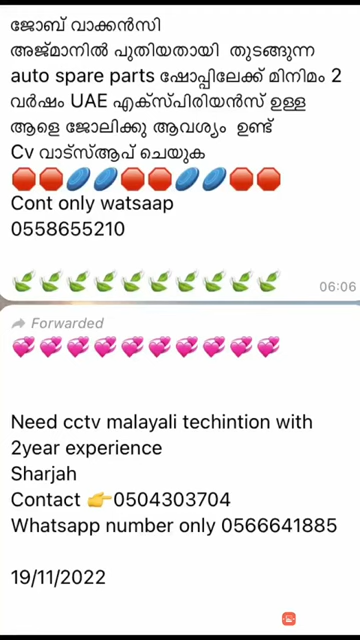 ജോബ് വാക്കൻസി
അജ്മാനിൽ പുതിയതായി തുടങ്ങുന്ന
auto spare parts ഷോപ്പിലേക്ക് മിനിമം 2
വർഷം UAE എക്സ്പിരിയൻസ് ഉള്ള
ആളെ ജോലിക്കു ആവശ്യം ഉണ്ട്
Cv വാട്സ്ആപ് ചെയുക
Cont only watsaap
0558655210
06:06
Forwarded
Need cctv malayali techintion with
2year experience
Sharjah
Contact 👉0504303704
Whatsapp number only 0566641885
19/11/2022